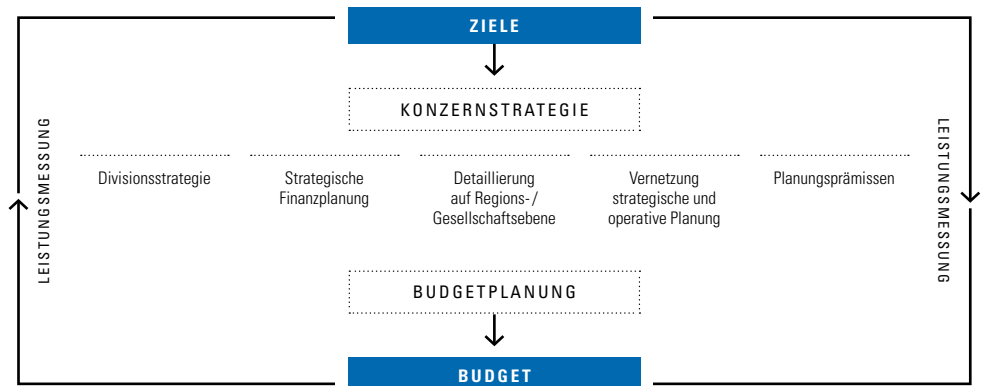 ZIELE
KONZERNSTRATEGIE
LEISTUNGSMESSUNG
Divisionsstrategie
Strategische
Finanzplanung
Detaillierung
auf Regions- /
Gesellschaftsebene
Vernetzung
strategische und
operative Planung
Planungsprämissen
LEISTUNGSMESSUNG
BUDGETPLANUNG
BUDGET